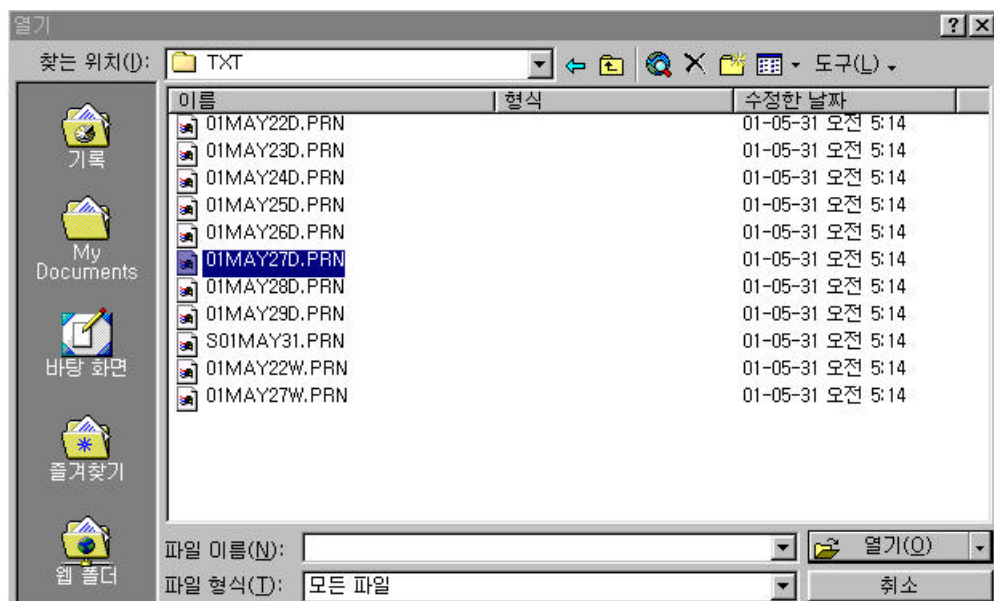 열기
찾는 위치(I): TXT 도구(L)
이름 형식 수정한 날짜
01MAY22D.PRN 01-05-31 오전 5:14
01MAY23D.PRN 01-05-31 오전 5:14
01MAY24D.PRN 01-05-31 오전 5:14
01MAY25D.PRN 01-05-31 오전 5:14
01MAY26D.PRN 01-05-31 오전 5:14
01MAY27D.PRN 01-05-31 오전 5:14
01MAY28D.PRN 01-05-31 오전 5:14
01MAY29D.PRN 01-05-31 오전 5:14
S01MAY31.PRN 01-05-31 오전 5:14
01MAY22W.PRN 01-05-31 오전 5:14
01MAY27W.PRN 01-05-31 오전 5:14
기록
My
Documents
바탕 화면
즐겨찾기
웹 폴더
파일 이름(N): 열기(O)
파일 형식(T): 모든 파일 취소